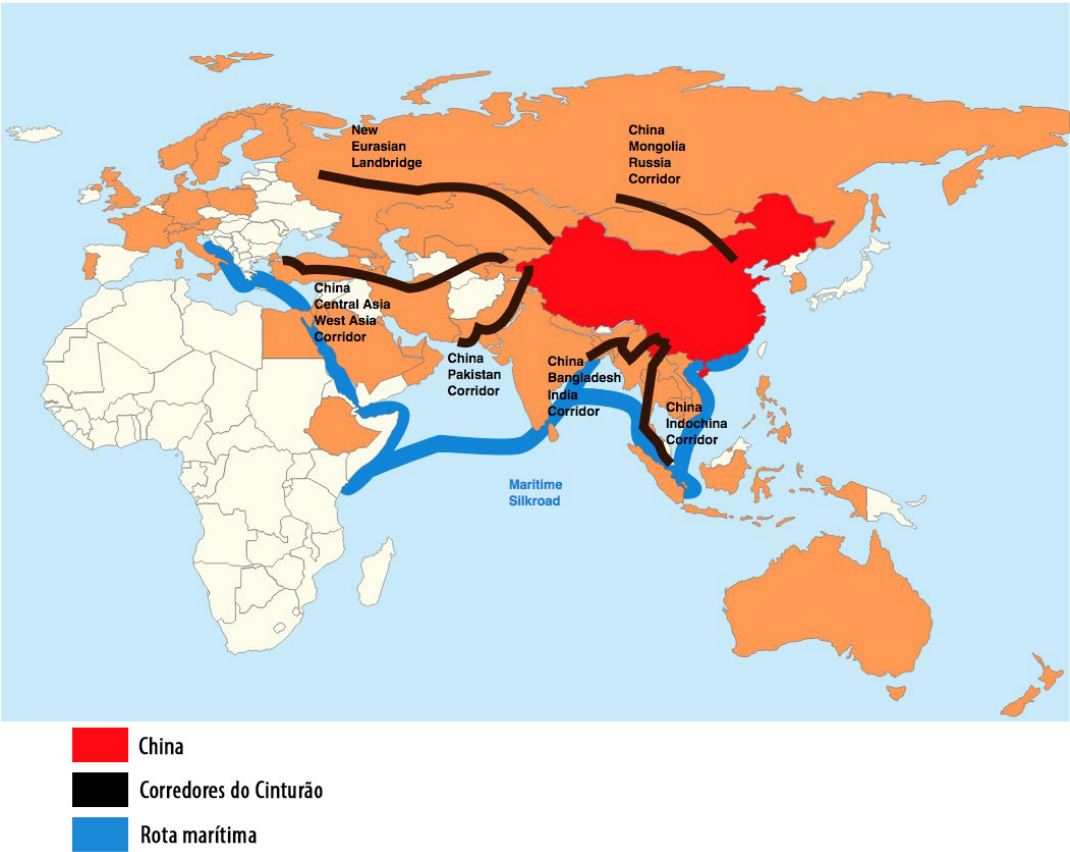 New
Eurasian
Landbridge
China
Mongolia
Russia
Corridor
China
Central Asia
West Asia
Corridor
China
Pakistan
Corridor
China
Bangladesh
India
Corridor
China
Indochina
Corridor
Maritime
Silkroad
China
Corredores do Cinturão
Rota marítima